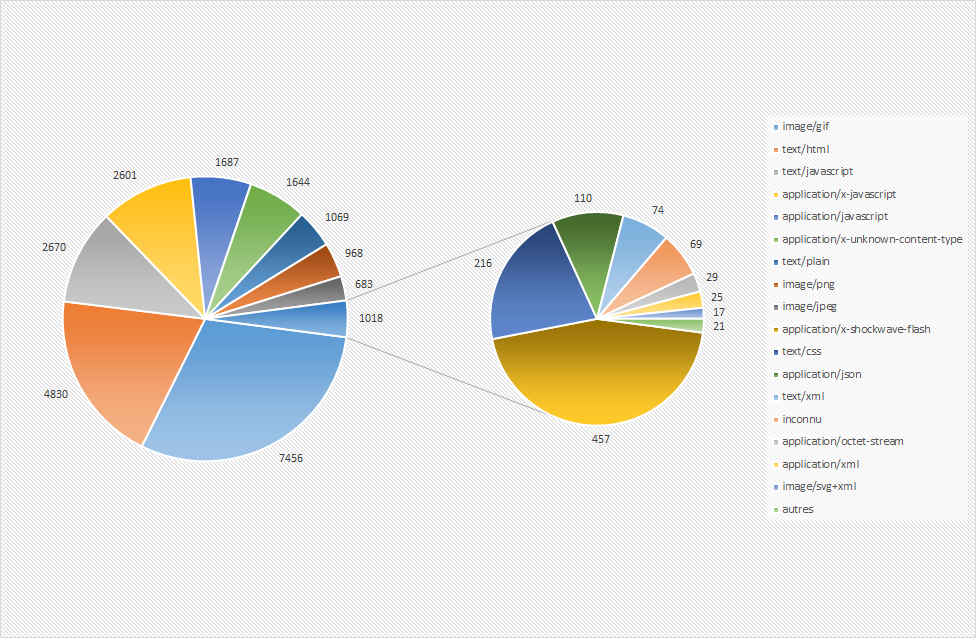 1687
2601
1644
1069
2670
968
683
1018
4830
7456
110
74
69
216
29
25
17
21
457
image/gif
text/html
text/javascript
application/x-javascript
application/javascript
application/x-unknown-content-type
text/plain
image/png
image/jpeg
application/x-shockwave-flash
text/css
application/json
text/xml
inconnu
application/octet-stream
application/xml
image/svg+xml
autres